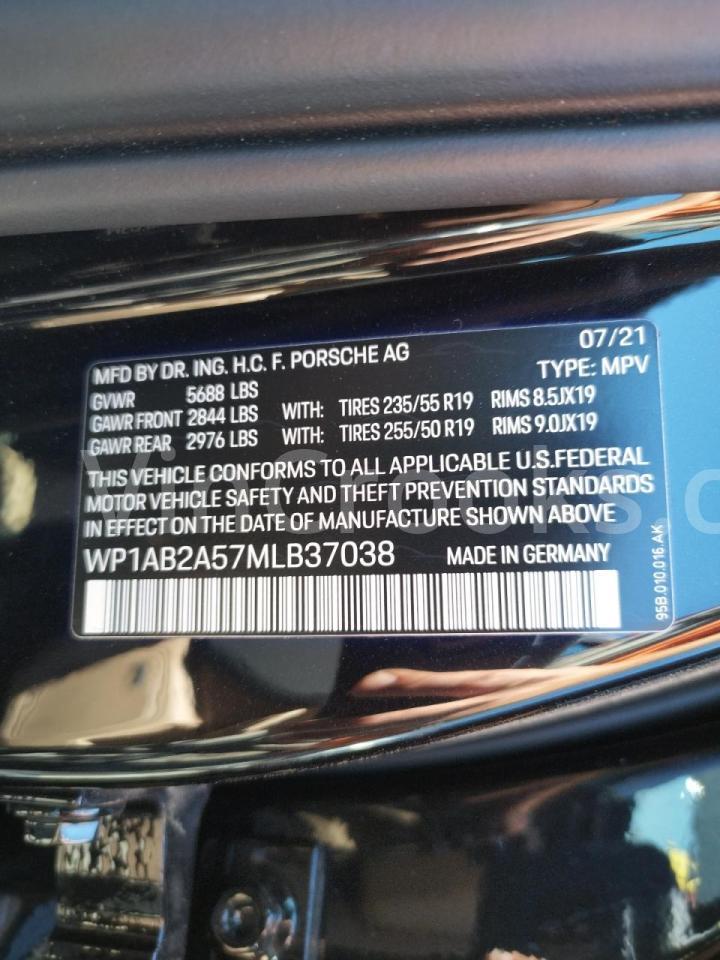 07/21
MFD BY DR. ING. H.C. F. PORSCHE AG TYPE: MPV
GVWR 5688 LBS
GAWR FRONT 2844 LBS WITH: TIRES 235/55 R19 RIMS 8.5JX19
GAWR REAR 2976 LBS WITH: TIRES 255/50 R19 RIMS 9.0JX19
THIS VEHICLE CONFORMS TO ALL APPLICABLE U.S.FEDERAL
MOTOR VEHICLE SAFETY AND THEFT PREVENTION STANDARDS
IN EFFECT ON THE DATE OF MANUFACTURE SHOWN ABOVE
WP1AB2A57MLB37038 MADE IN GERMANY
95B.010.016.AK